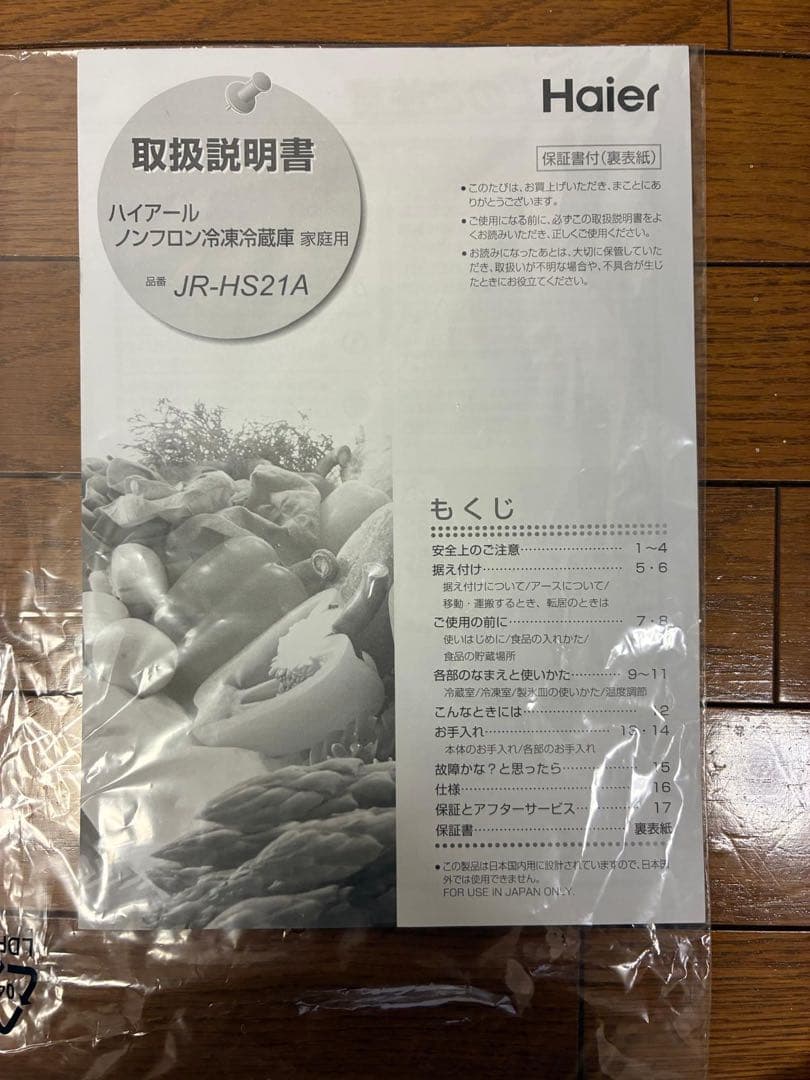 Haier
取扱説明書
ハイアール
ノンフロン冷凍冷蔵庫 家庭用
品番 JR-HS21A
保証書付(裏表紙)
●このたびは、お買上げいただき、まことにあ
りがとうございます。
●ご使用になる前に、必ずこの取扱説明書をよ
くお読みいただき、正しくご使用ください。
●お読みになったあとは、大切に保管していた
だき、取扱いが不明な場合や、不具合が生じ
たときにお役立てください。
もくじ
安全上のご注意 1〜4
据え付け 5・6
据え付けについて/アースについて/
移動・運搬するとき、転居のときは
ご使用の前に 7・8
使いはじめに/食品の入れかた/
食品の貯蔵場所
各部のなまえと使いかた 9〜11
冷蔵室/冷凍室/製氷皿の使いかた/温度調節
こんなときには 12
お手入れ 13・14
本体のお手入れ/各部のお手入れ
故障かな?と思ったら 15
仕様 16
保証とアフターサービス 17
保証書 裏表紙
●この製品は日本国内用に設計されていますので、日本国
外では使用できません。
FOR USE IN JAPAN ONLY.